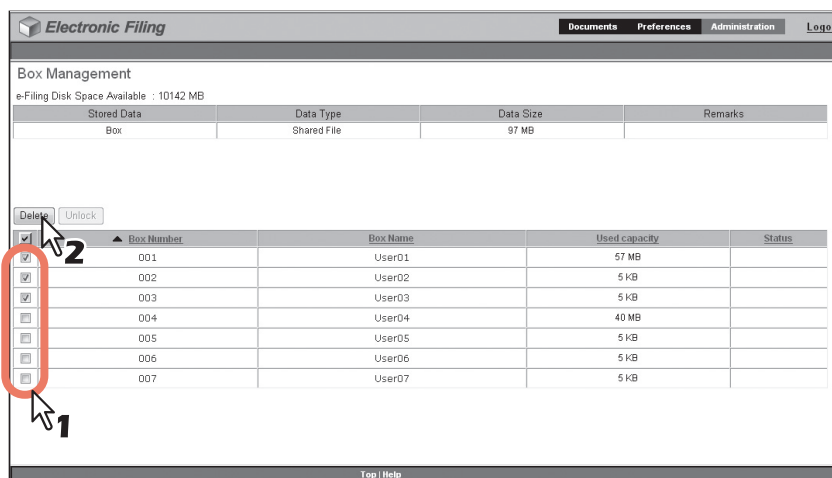 Electronic Filing Documents Preferences Administration Logo
Box Management
e-Filing Disk Space Available : 10142 MB
Stored Data Data Type Data Size Remarks
Box Shared File 97 MB
Delete Unlock
2
Box Number Box Name Used capacity Status
001 User01 57 MB
002 User02 5 KB
003 User03 5 KB
004 User04 40 MB
005 User05 5 KB
006 User06 5 KB
007 User07 5 KB
1
Top | Help